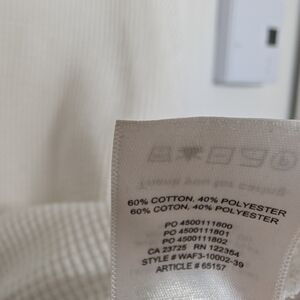 60% COTTON, 40% POLYESTER
60% COTON, 40% POLYESTER
PO 4500111800
PO 4500111801
PO 4500111802
CA 23725 RN 122364
STYLE # WAF3-10002-39
ARTICLE # 65157